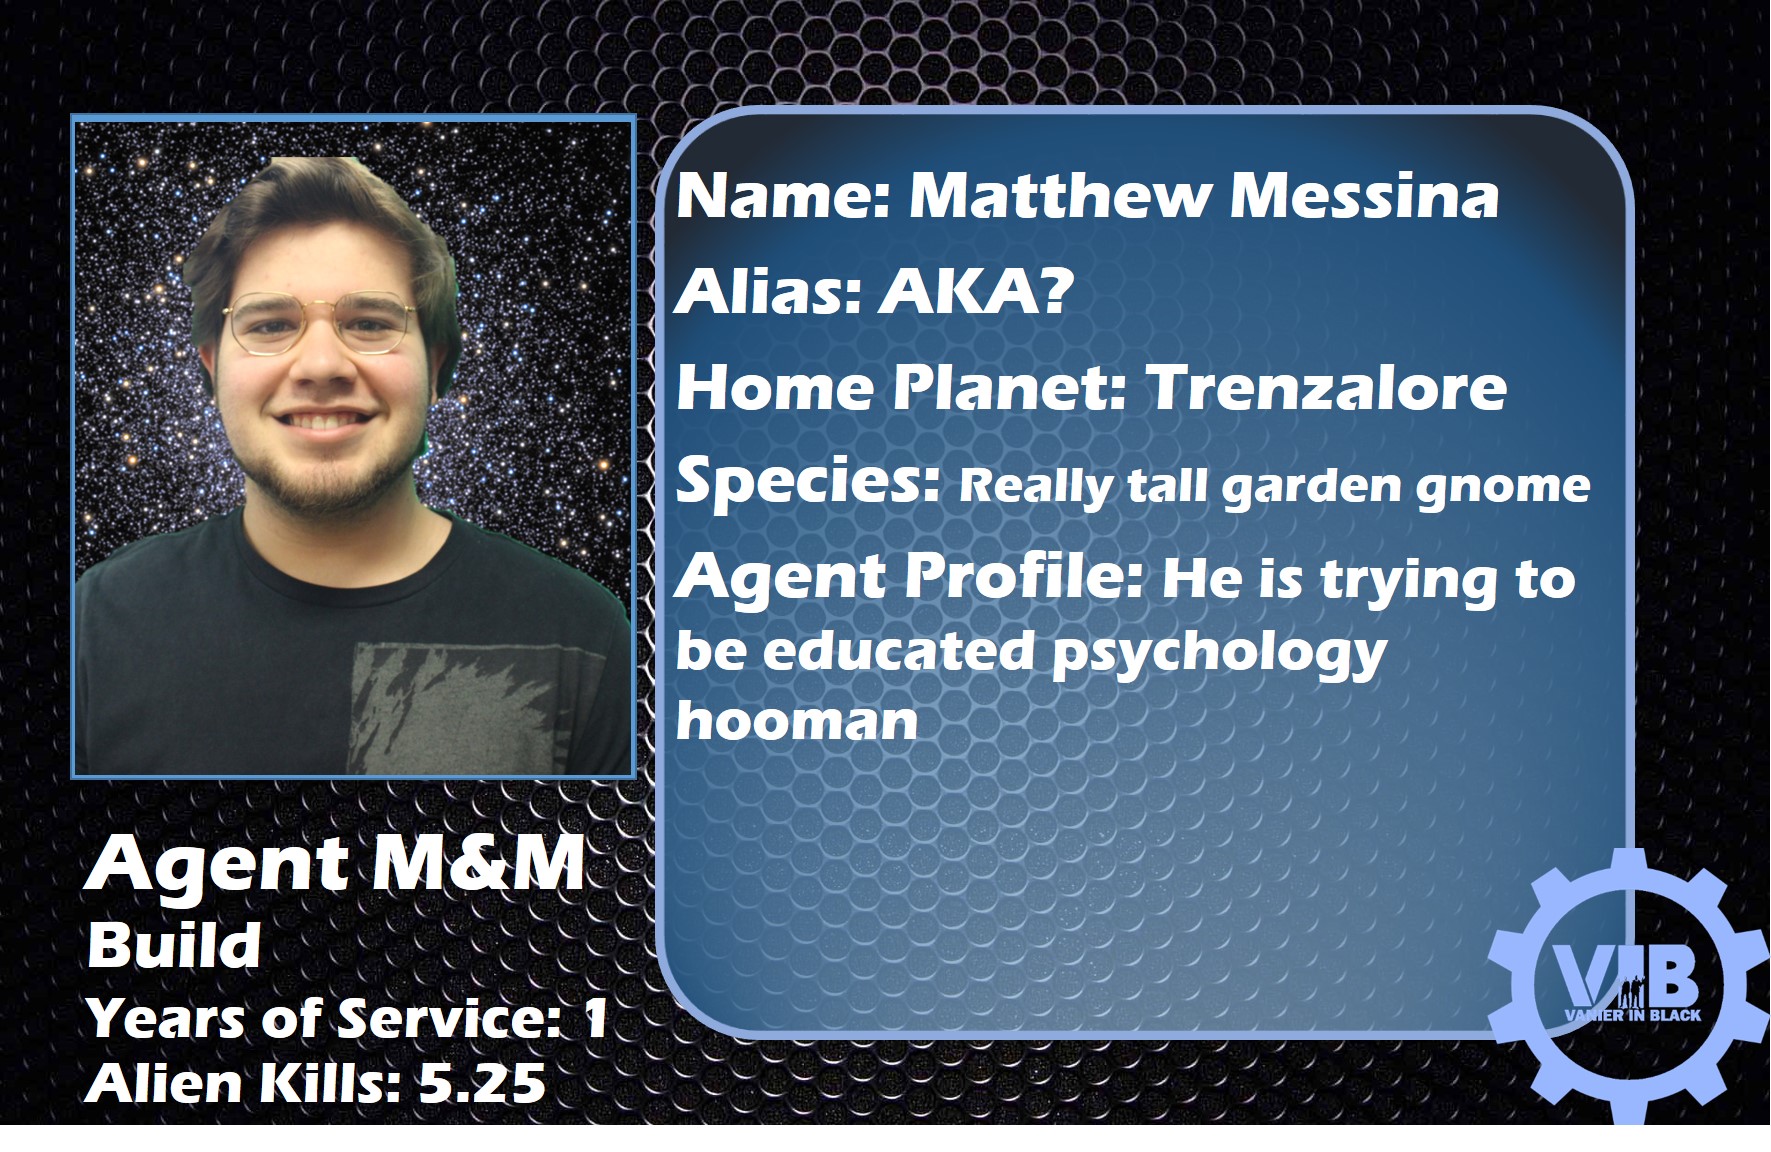 Name: Matthew Messina
Alias: AKA?
Home Planet: Trenzalore
Species: Really tall garden gnome
Agent Profile: He is trying to
be educated psychology
hooman
Agent M&M
Build
Years of Service: 1
Alien Kills: 5.25
VIB
VANIER IN BLACK